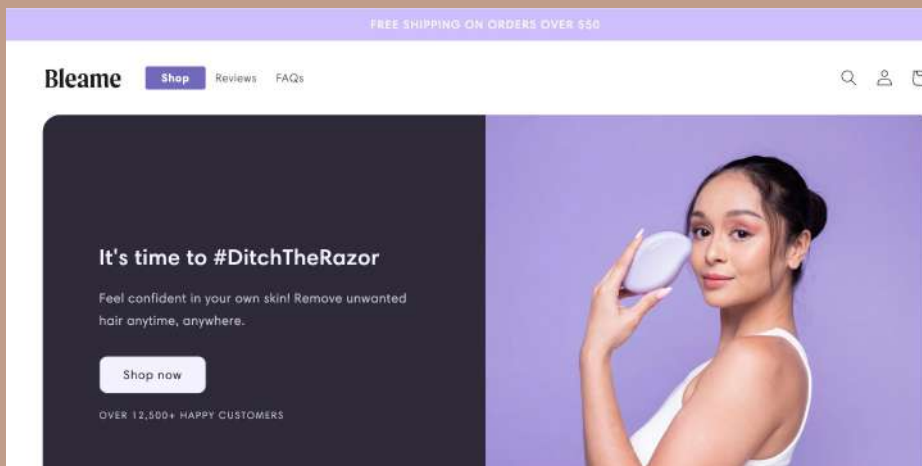 FREE SHIPPING ON ORDERS OVER $50
Bleame
Shop
Reviews
FAQs
It's time to #DitchTheRazor
Feel confident in your own skin! Remove unwanted
hair anytime, anywhere.
Shop now
OVER 12,500+ HAPPY CUSTOMERS